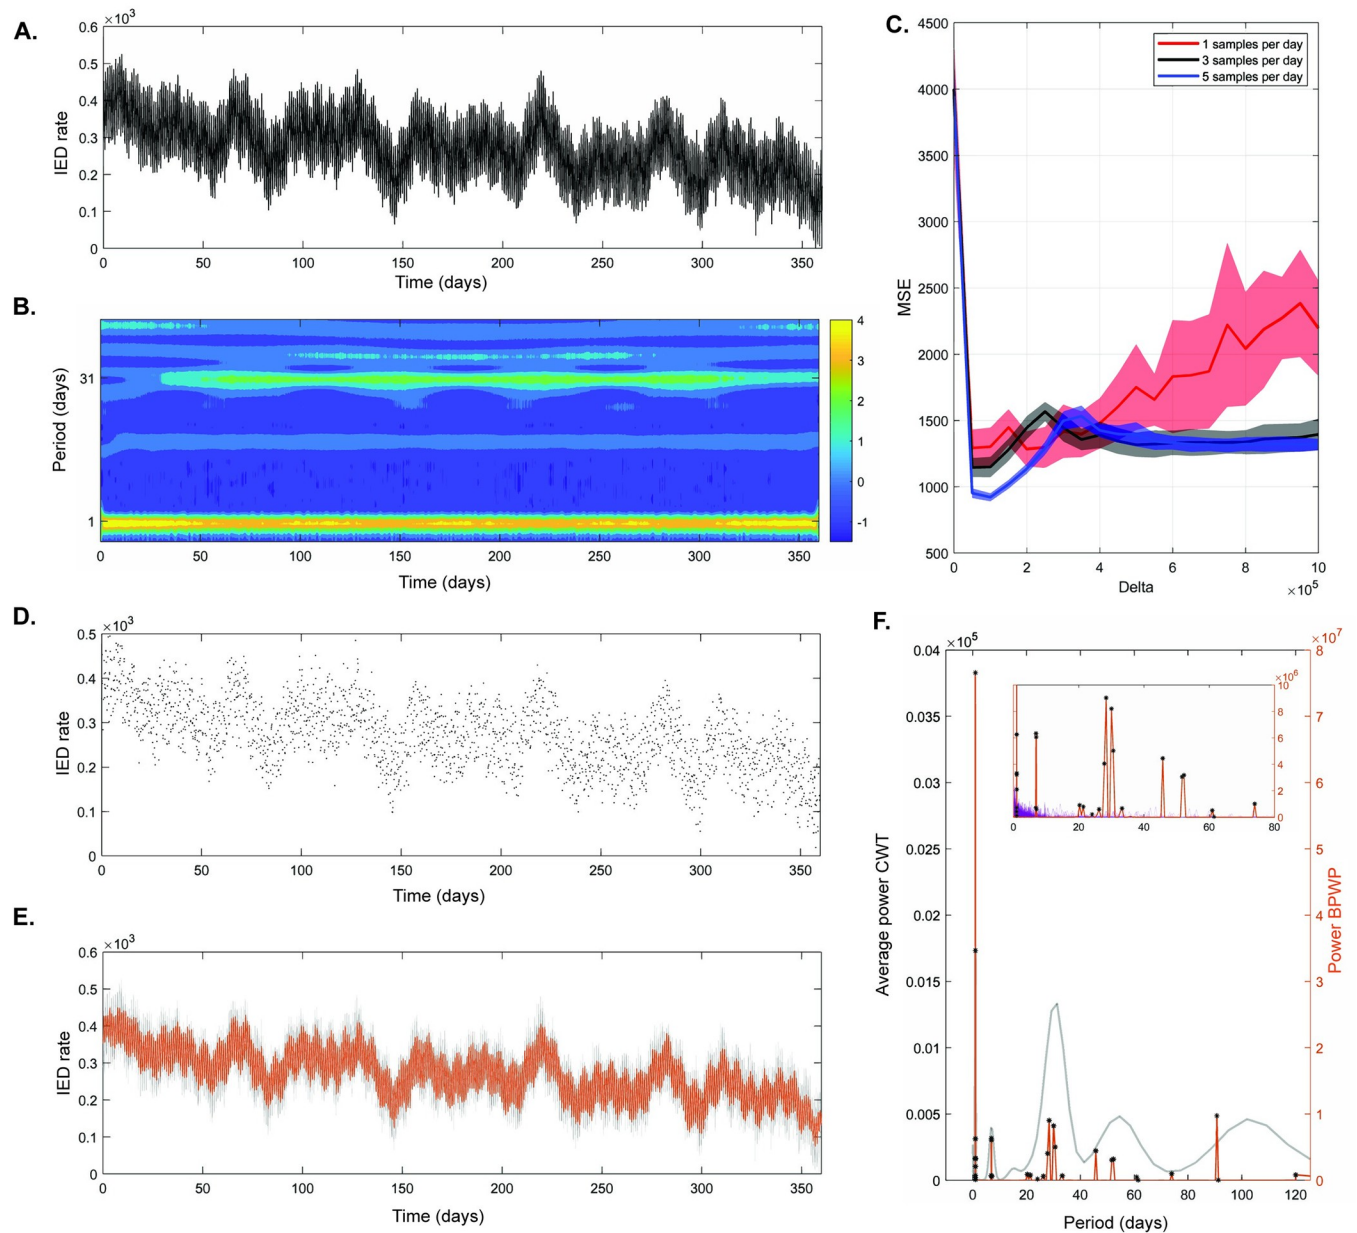 A.
×10³
0.6
0.5
0.4
0.3
0.2
0.1
0
IED rate
0 50 100 150 200 250 300 350
Time (days)
B.
31
1
Period (days)
0 50 100 150 200 250 300 350
Time (days)
4
3
2
1
0
-1
C.
4500
4000
3500
3000
2500
2000
1500
1000
500
MSE
1 samples per day
3 samples per day
5 samples per day
0 2 4 6 8 10
Delta
×10⁵
D.
×10³
0.5
0.4
0.3
0.2
0.1
0
IED rate
0 50 100 150 200 250 300 350
Time (days)
E.
×10³
0.6
0.5
0.4
0.3
0.2
0.1
0
IED rate
0 50 100 150 200 250 300 350
Time (days)
F.
×10⁵
0.04
0.035
0.03
0.025
0.02
0.015
0.01
0.005
0
Average power CWT
×10⁷
8
7
6
5
4
3
2
1
0
Power BPWP
×10⁶
10
8
6
4
2
0
0 20 40 60 80
0 20 40 60 80 100 120
Period (days)